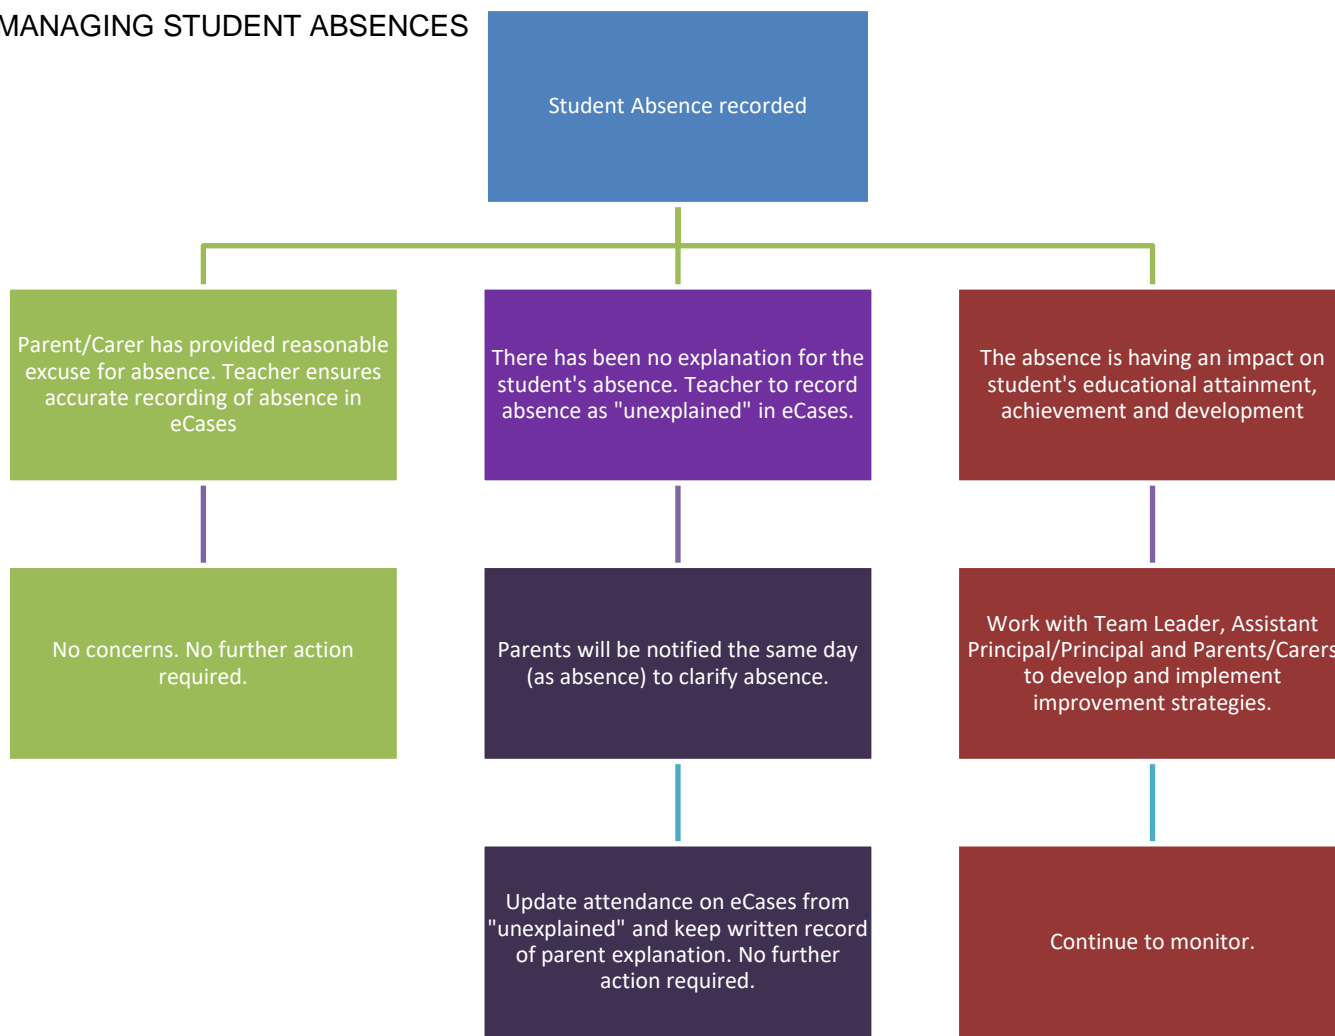 MANAGING STUDENT ABSENCES
Student Absence recorded
Parent/Carer has provided reasonable
excuse for absence. Teacher ensures
accurate recording of absence in
eCases
There has been no explanation for the
student's absence. Teacher to record
absence as "unexplained" in eCases.
The absence is having an impact on
student's educational attainment,
achievement and development
No concerns. No further action
required.
Parents will be notified the same day
(as absence) to clarify absence.
Work with Team Leader, Assistant
Principal/Principal and Parents/Carers
to develop and implement
improvement strategies.
Update attendance on eCases from
"unexplained" and keep written record
of parent explanation. No further
action required.
Continue to monitor.